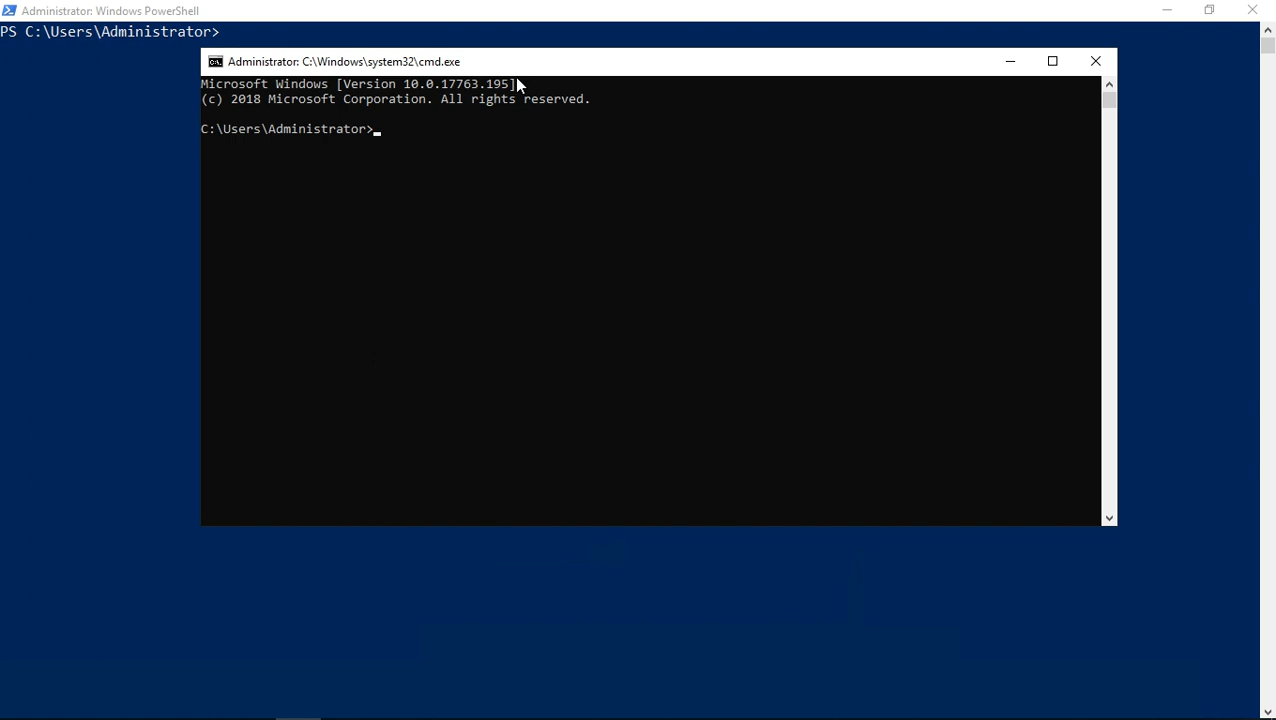 Administrator: Windows PowerShell
PS C:\Users\Administrator>
Administrator: C:\Windows\system32\cmd.exe
Microsoft Windows [Version 10.0.17763.195]
(c) 2018 Microsoft Corporation. All rights reserved.
C:\Users\Administrator>